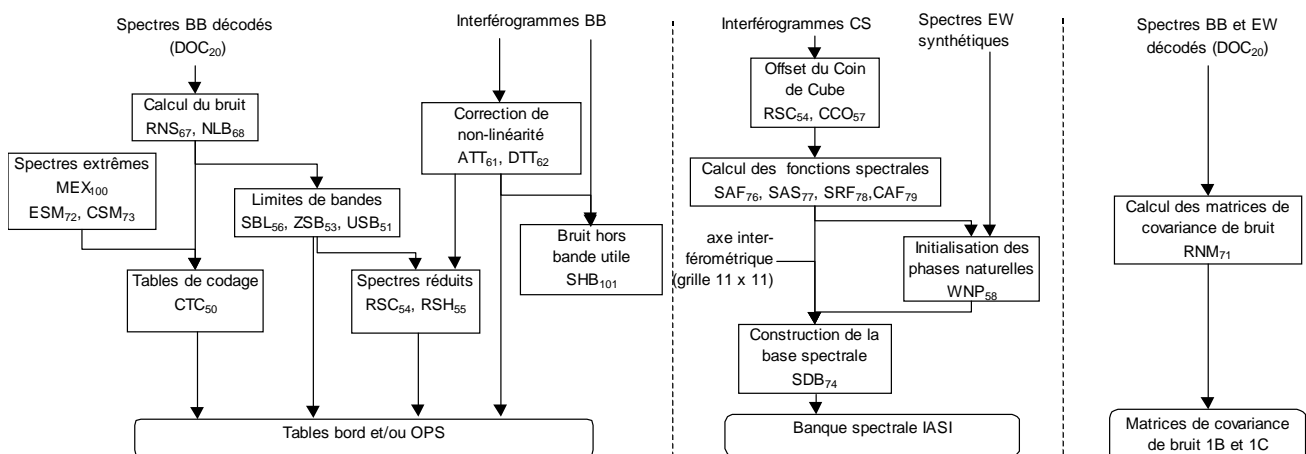 Spectres BB décodés
(DOC20)
Calcul du bruit
RNS67, NLB68
Spectres extrêmes
MEX100
ESM72, CSM73
Tables de codage
CTC50
Limites de bandes
SBL56, ZSB53, USB51
Interférogrammes BB
Correction de
non-linéarité
ATT61, DTT62
Spectres réduits
RSC54, RSH55
Bruit hors
bande utile
SHB101
Tables bord et/ou OPS
Interférogrammes CS
Spectres EW
synthétiques
Offset du Coin
de Cube
RSC54, CCO57
Calcul des fonctions spectrales
SAF76, SAS77, SRF78,CAF79
axe inter-
férométrique
(grille 11 x 11)
Initialisation des
phases naturelles
WNP58
Construction de la
base spectrale
SDB74
Banque spectrale IASI
Spectres BB et EW
décodés (DOC20)
Calcul des matrices de
covariance de bruit
RNM71
Matrices de covariance
de bruit 1B et 1C